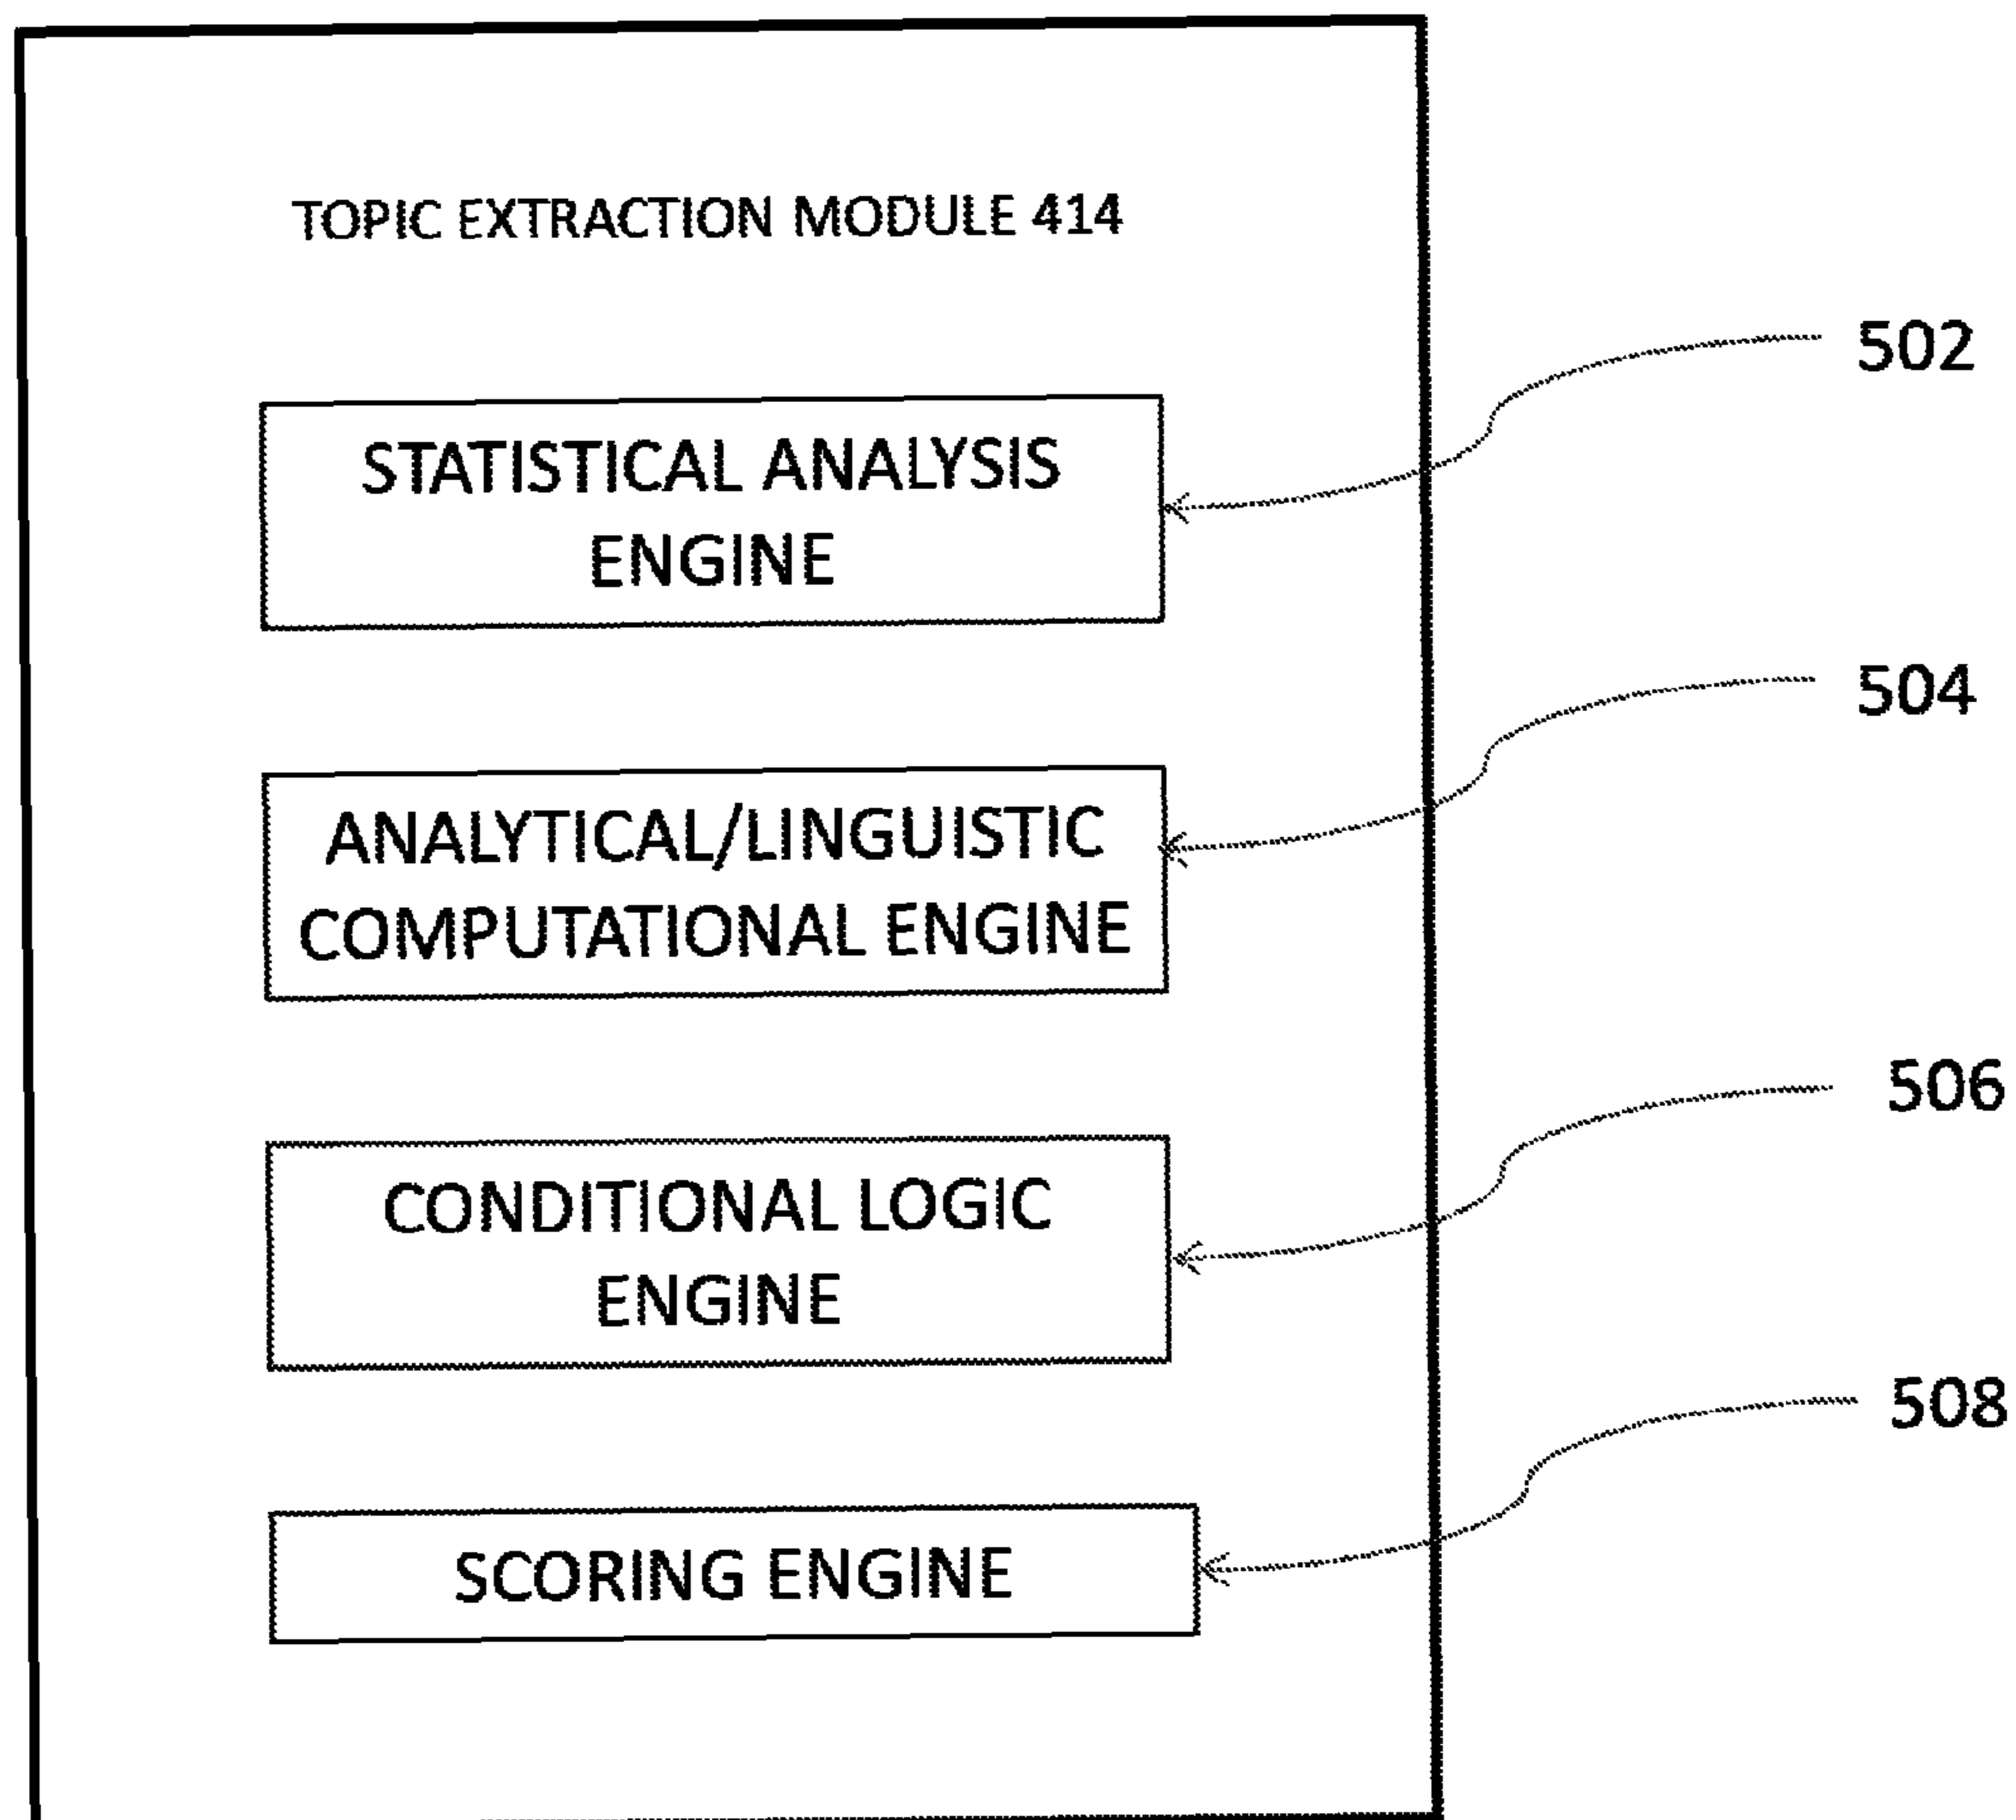 TOPIC EXTRACTION MODULE 414
502
STATISTICAL ANALYSIS
ENGINE
504
ANALYTICAL/LINGUISTIC
COMPUTATIONAL ENGINE
506
CONDITIONAL LOGIC
ENGINE
508
SCORING ENGINE